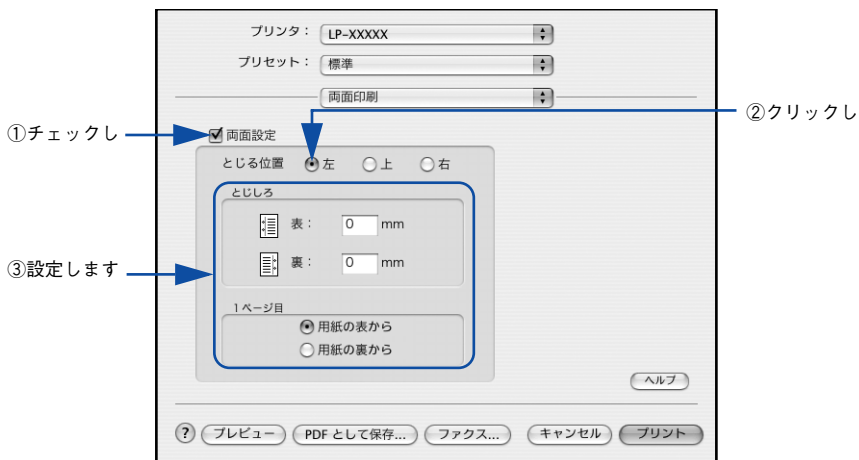 プリンタ： LP-XXXXX
プリセット： 標準
両面印刷
②クリックし
①チェックし
両面設定
とじる位置 左 上 右
とじしろ
表： 0 mm
裏： 0 mm
③設定します
1ページ目
用紙の表から
用紙の裏から
ヘルプ
? プレビュー PDF として保存... ファクス... キャンセル プリント